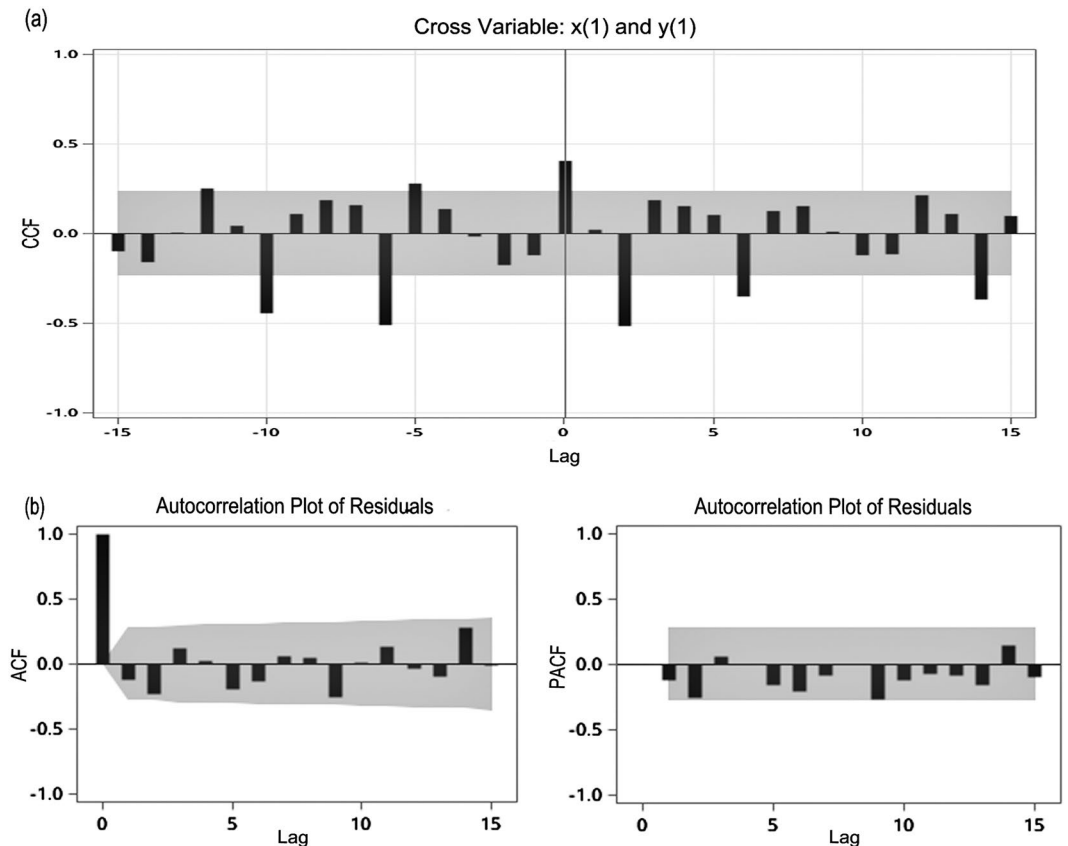 (a)
Cross Variable: x(1) and y(1)
1.0
0.5
0.0
-0.5
-1.0
CCF
-15 -10 -5 0 5 10 15
Lag
(b)
Autocorrelation Plot of Residuals
1.0
0.5
0.0
-0.5
-1.0
ACF
0 5 10 15
Lag
Autocorrelation Plot of Residuals
1.0
0.5
0.0
-0.5
-1.0
PACF
0 5 10 15
Lag